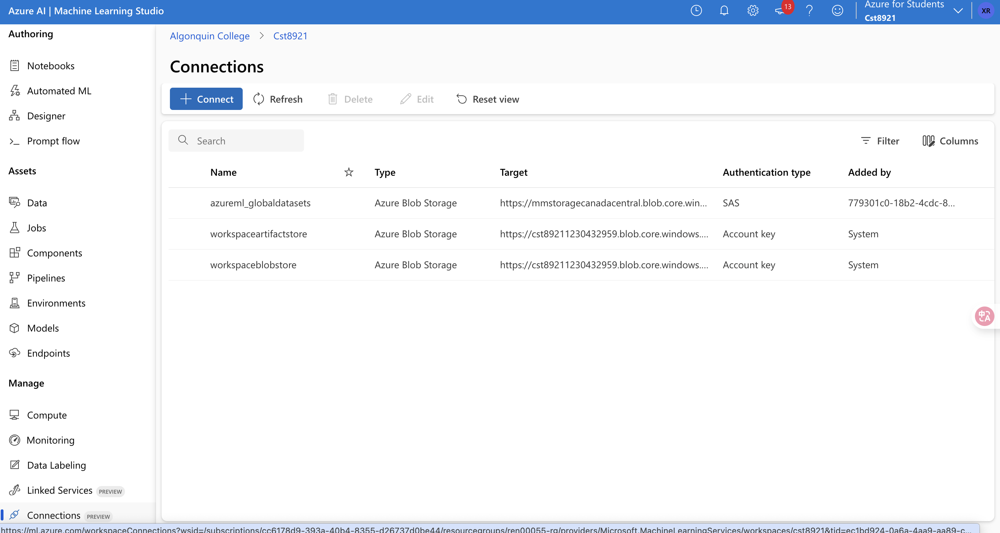 Azure AI | Machine Learning Studio
13
Azure for Students
Cst8921
XR
Authoring
Notebooks
Automated ML
Designer
Prompt flow
Assets
Data
Jobs
Components
Pipelines
Environments
Models
Endpoints
Manage
Compute
Monitoring
Data Labeling
Linked Services PREVIEW
Connections PREVIEW
Algonquin College > Cst8921
Connections
Connect Refresh Delete Edit Reset view
Search
Filter Columns
Name Type Target Authentication type Added by
azureml_globaldatasets Azure Blob Storage https://mmstoragecanadacentral.blob.core.win... SAS 779301c0-18b2-4cdc-8...
workspaceartifactstore Azure Blob Storage https://cst89211230432959.blob.core.windows.... Account key System
workspaceblobstore Azure Blob Storage https://cst89211230432959.blob.core.windows.... Account key System
中A
https://ml.azure.com/workspaceConnections?wsid=/subscriptions/cc6178d9-393a-40b4-8355-d26737d0be44/resourcegroups/ren00055-rg/providers/Microsoft.MachineLearningServices/workspaces/cst8921&tid=ec1bd924-0a6a-4aa9-aa89-c...